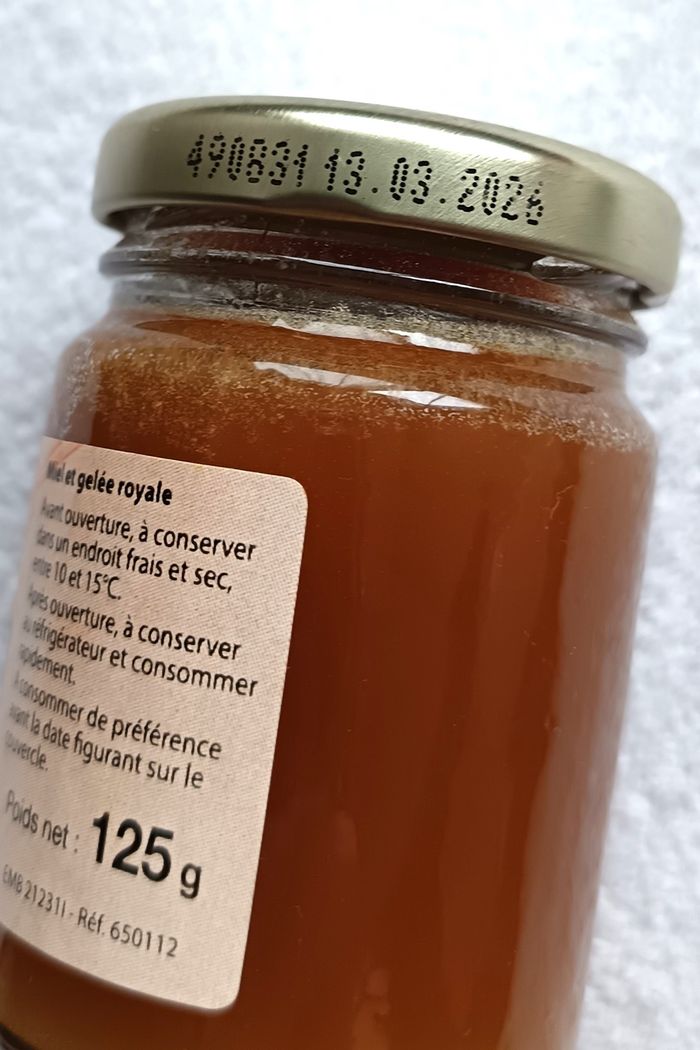 490831 13.03.2026
Miel et gelée royale
Avant ouverture, à conserver
dans un endroit frais et sec,
entre 10 et 15°C.
Après ouverture, à conserver
au réfrigérateur et consommer
rapidement.
À consommer de préférence
avant la date figurant sur le
couvercle.
Poids net : 125 g
EMB 21231I - Réf. 650112